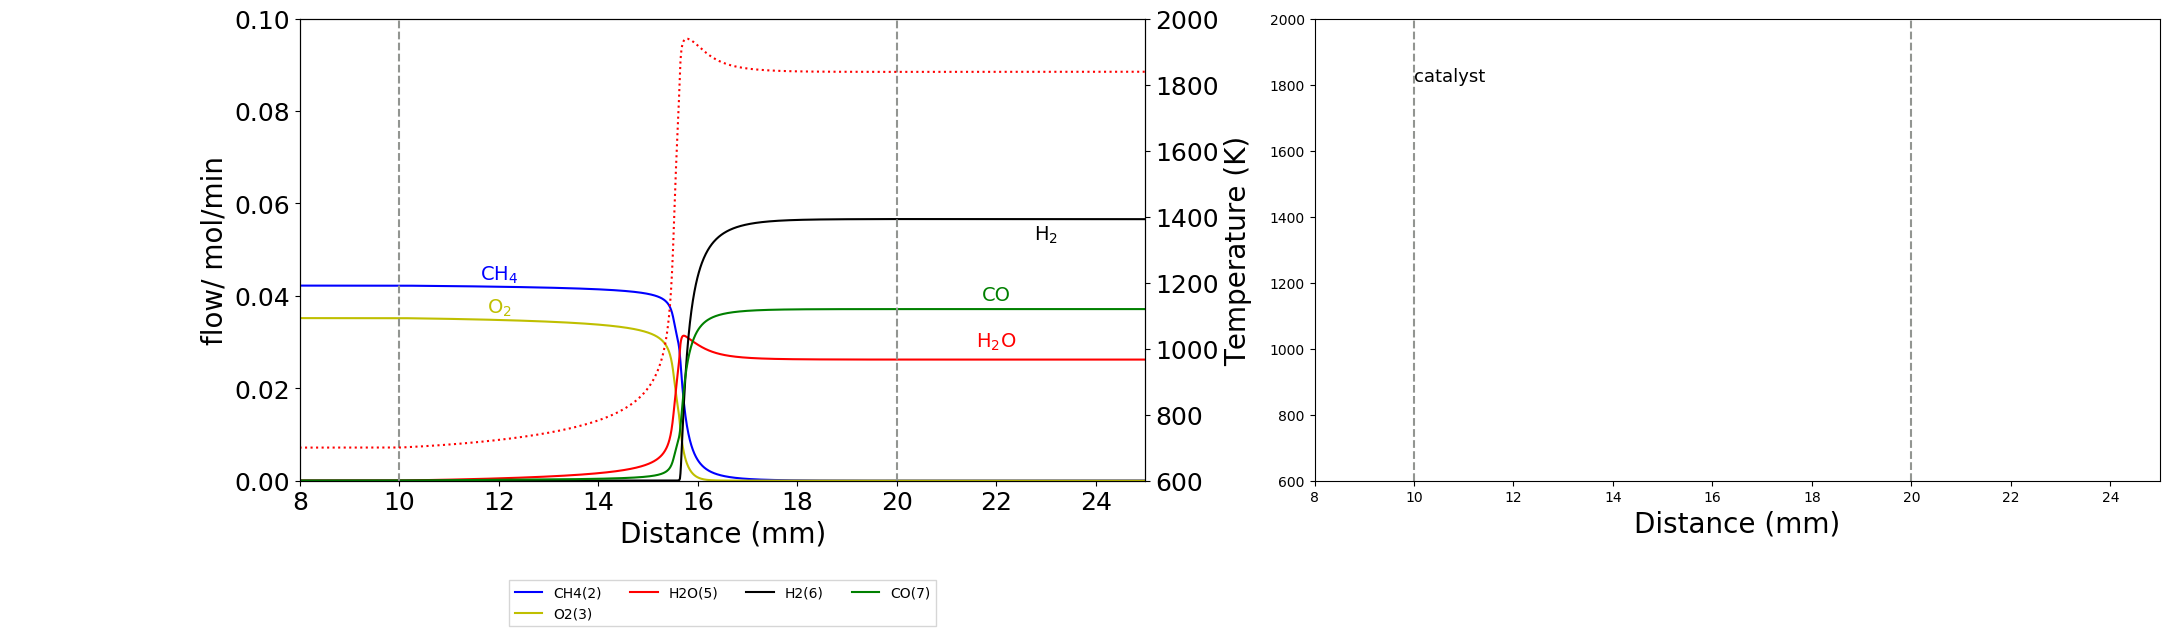 0.10
0.08
0.06
0.04
0.02
0.00
flow/ mol/min
8 10 12 14 16 18 20 22 24
Distance (mm)
CH₄
O₂
H₂
CO
H₂O
2000
1800
1600
1400
1200
1000
800
600
Temperature (K)
CH4(2) H2O(5) H2(6) CO(7)
O2(3)
2000
1800
1600
1400
1200
1000
800
600
catalyst
8 10 12 14 16 18 20 22 24
Distance (mm)